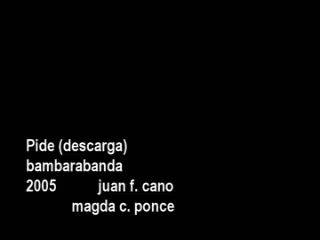 Pide (descarga)
bambarabanda
2005 juan f. cano
magda c. ponce